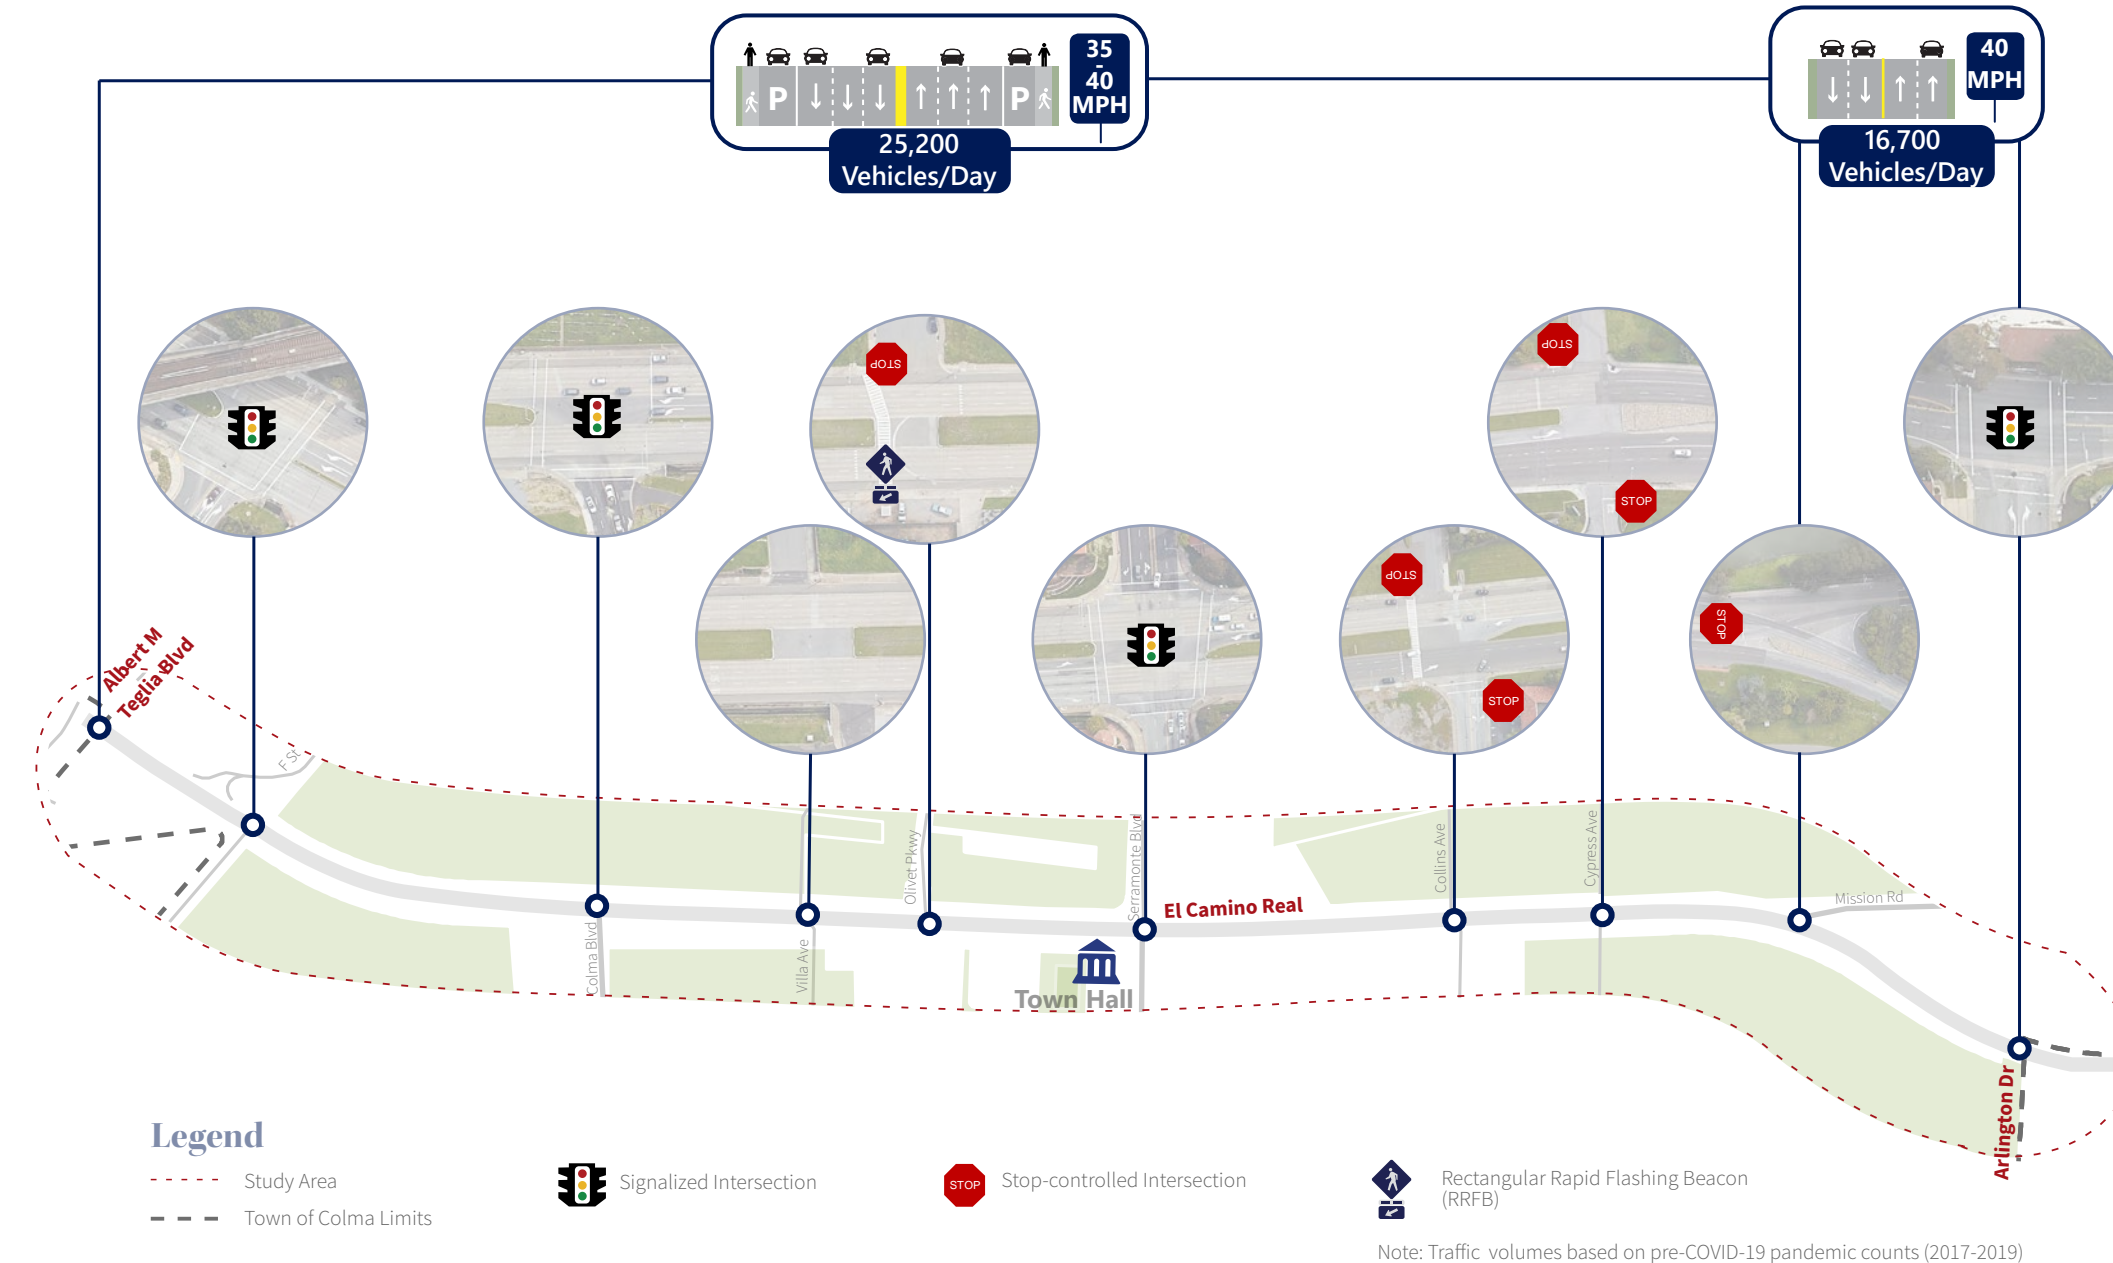 35
-
40
MPH
P
P
25,200
Vehicles/Day
40
MPH
16,700
Vehicles/Day
STOP
STOP
STOP
STOP
STOP
STOP
Albert M
Teglia Blvd
F St
Colma Blvd
Villa Ave
Olivet Pkwy
Serramonte Blvd
El Camino Real
Town Hall
Collins Ave
Cypress Ave
Mission Rd
Arlington Dr
Legend
Study Area
Town of Colma Limits
Signalized Intersection
STOP
Stop-controlled Intersection
Rectangular Rapid Flashing Beacon
(RRFB)
Note: Traffic volumes based on pre-COVID-19 pandemic counts (2017-2019)